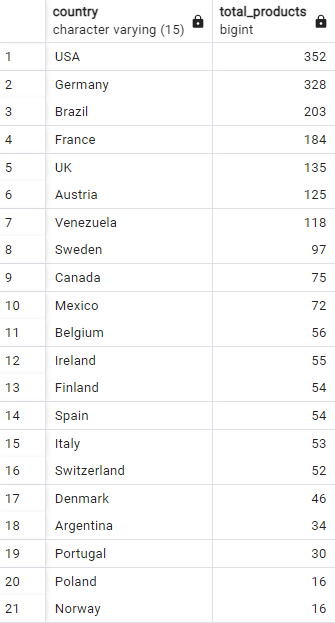 country total_products
character varying (15) bigint
1 USA 352
2 Germany 328
3 Brazil 203
4 France 184
5 UK 135
6 Austria 125
7 Venezuela 118
8 Sweden 97
9 Canada 75
10 Mexico 72
11 Belgium 56
12 Ireland 55
13 Finland 54
14 Spain 54
15 Italy 53
16 Switzerland 52
17 Denmark 46
18 Argentina 34
19 Portugal 30
20 Poland 16
21 Norway 16